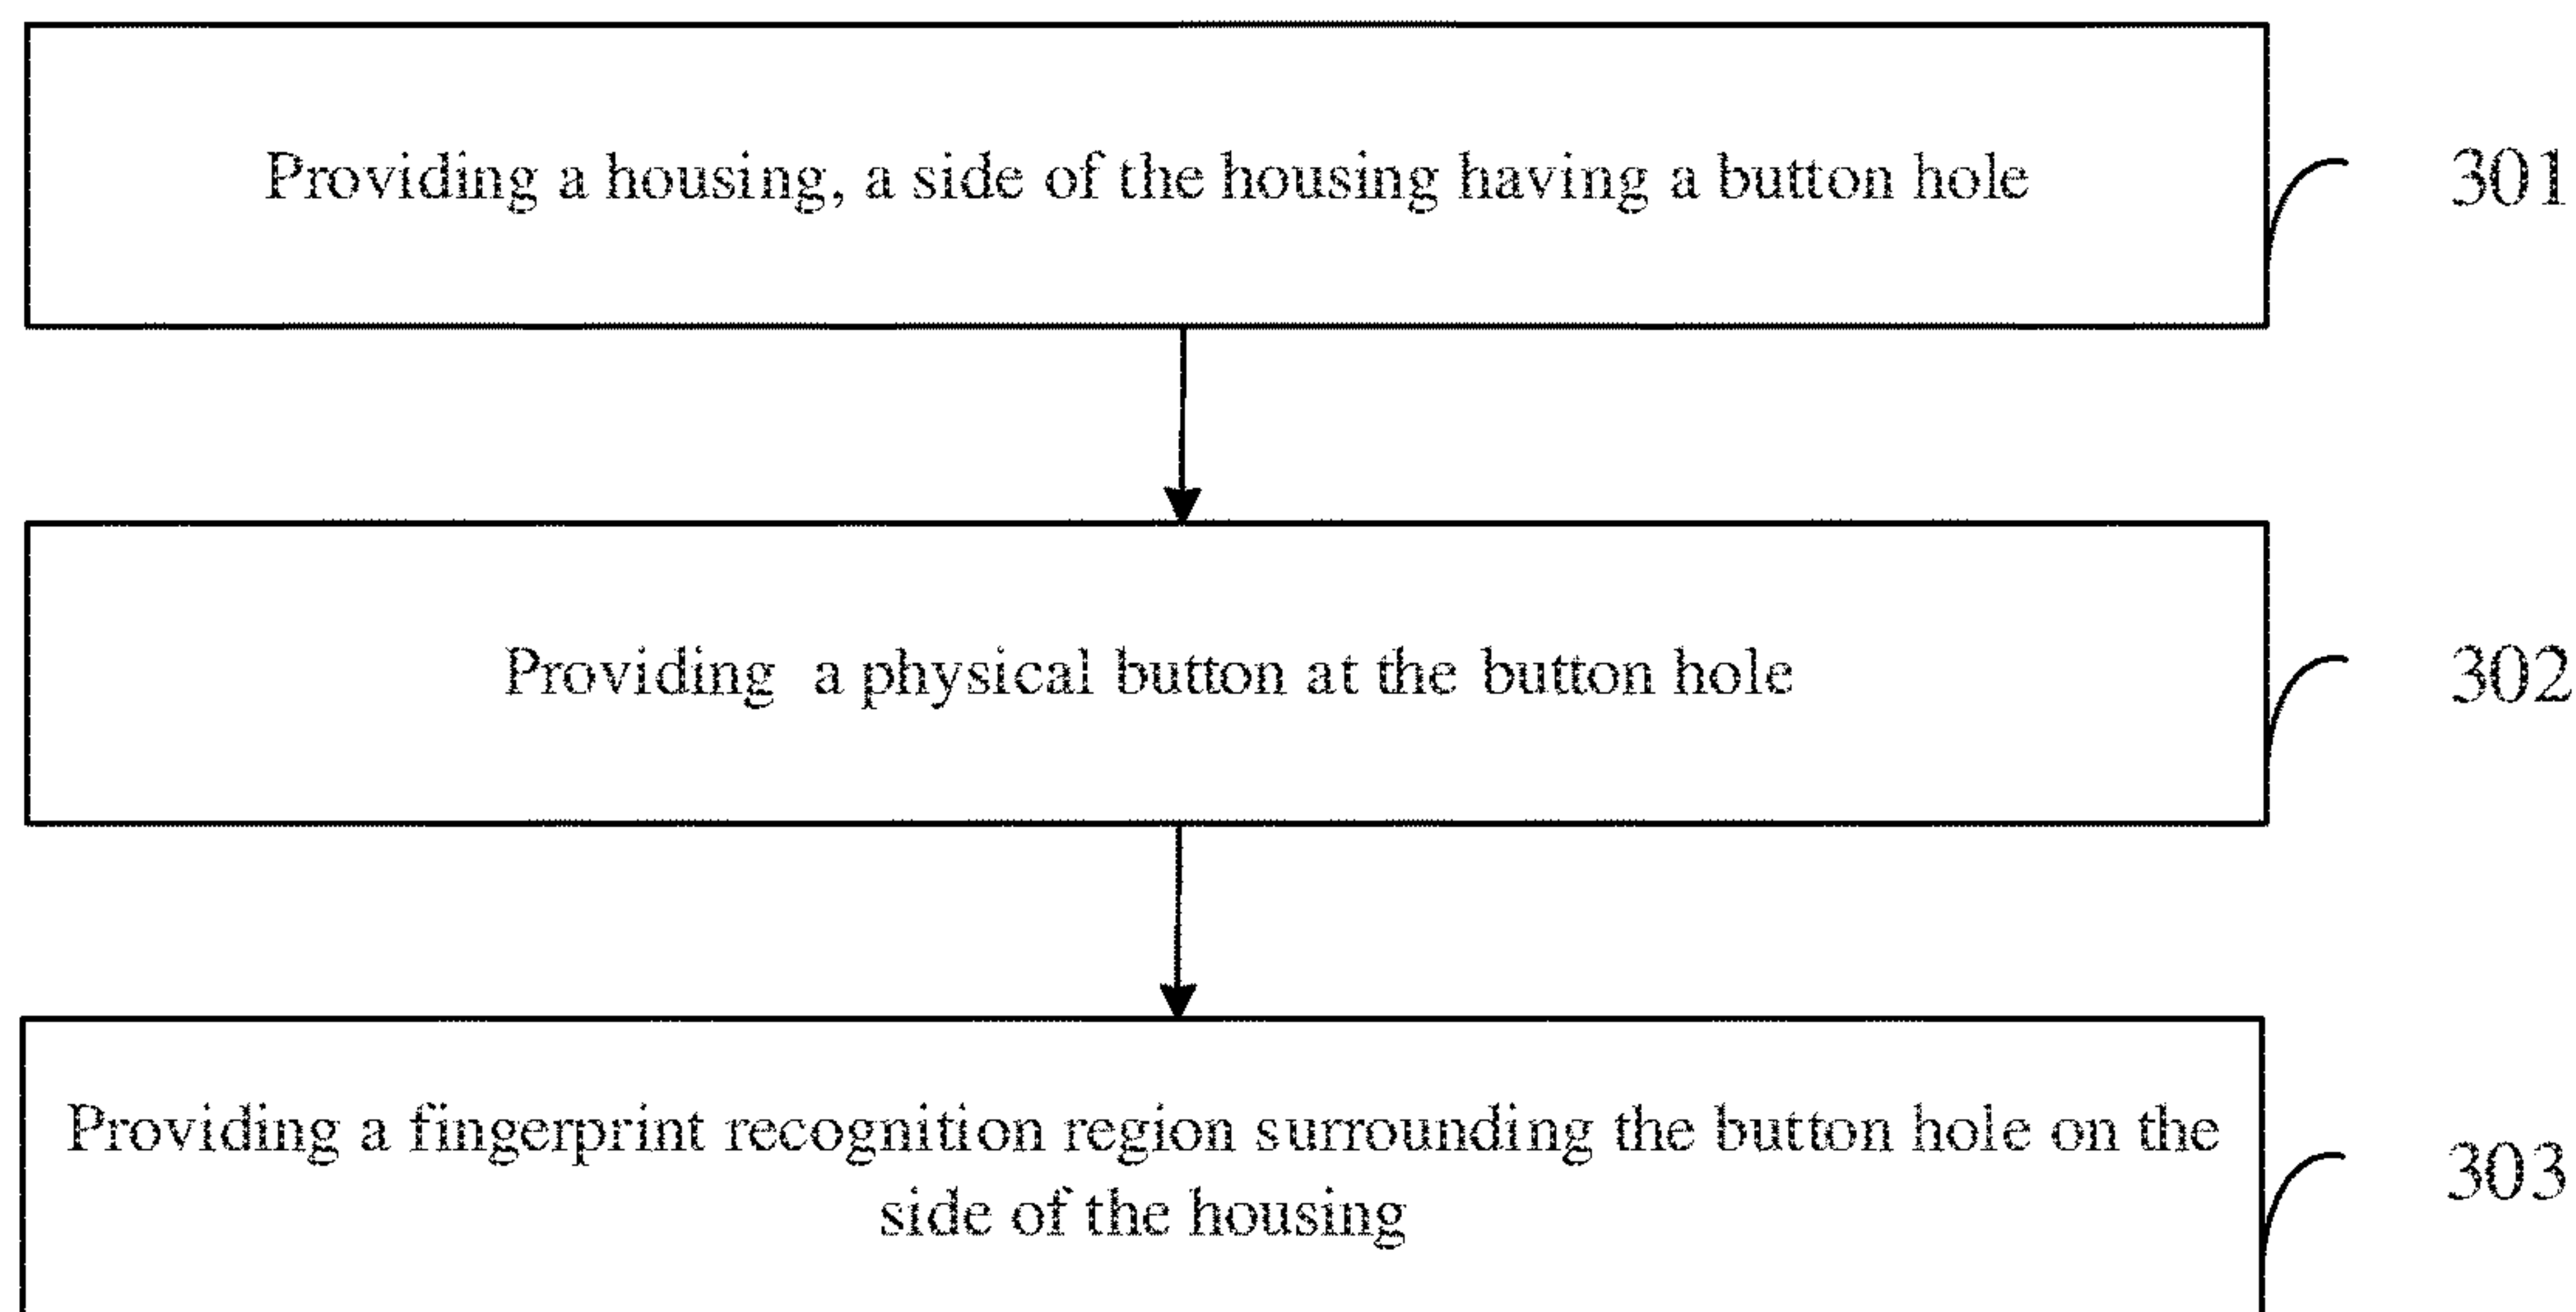 Providing a housing, a side of the housing having a button hole
301
Providing a physical button at the button hole
302
Providing a fingerprint recognition region surrounding the button hole on the
side of the housing
303